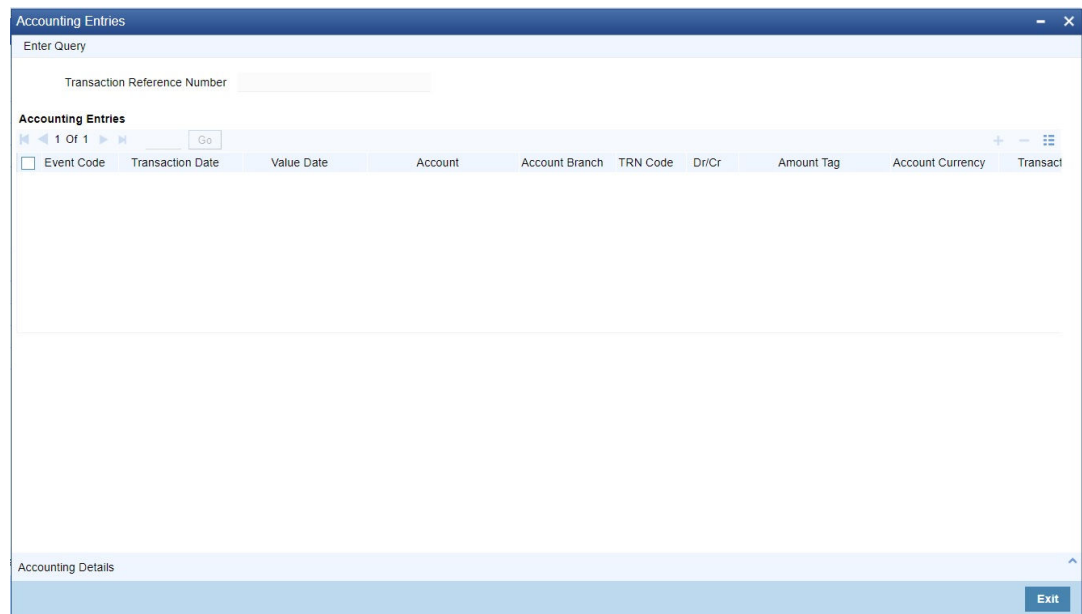 Accounting Entries
Enter Query
Transaction Reference Number
Accounting Entries
1 Of 1 Go
Event Code Transaction Date Value Date Account Account Branch TRN Code Dr/Cr Amount Tag Account Currency Transact
Accounting Details
Exit